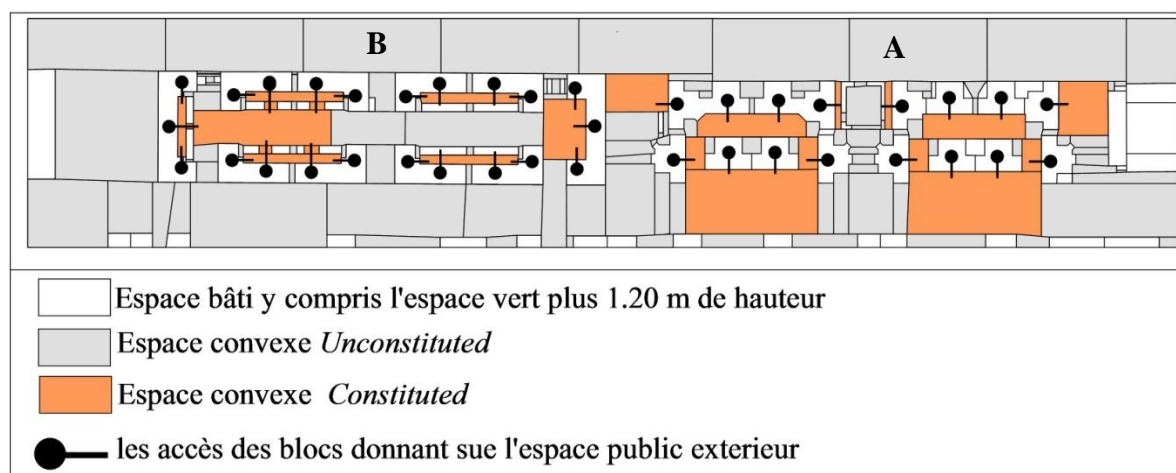 B
A
Espace bâti y compris l'espace vert plus 1.20 m de hauteur
Espace convexe Unconstituted
Espace convexe Constituted
les accès des blocs donnant sue l'espace public exterieur